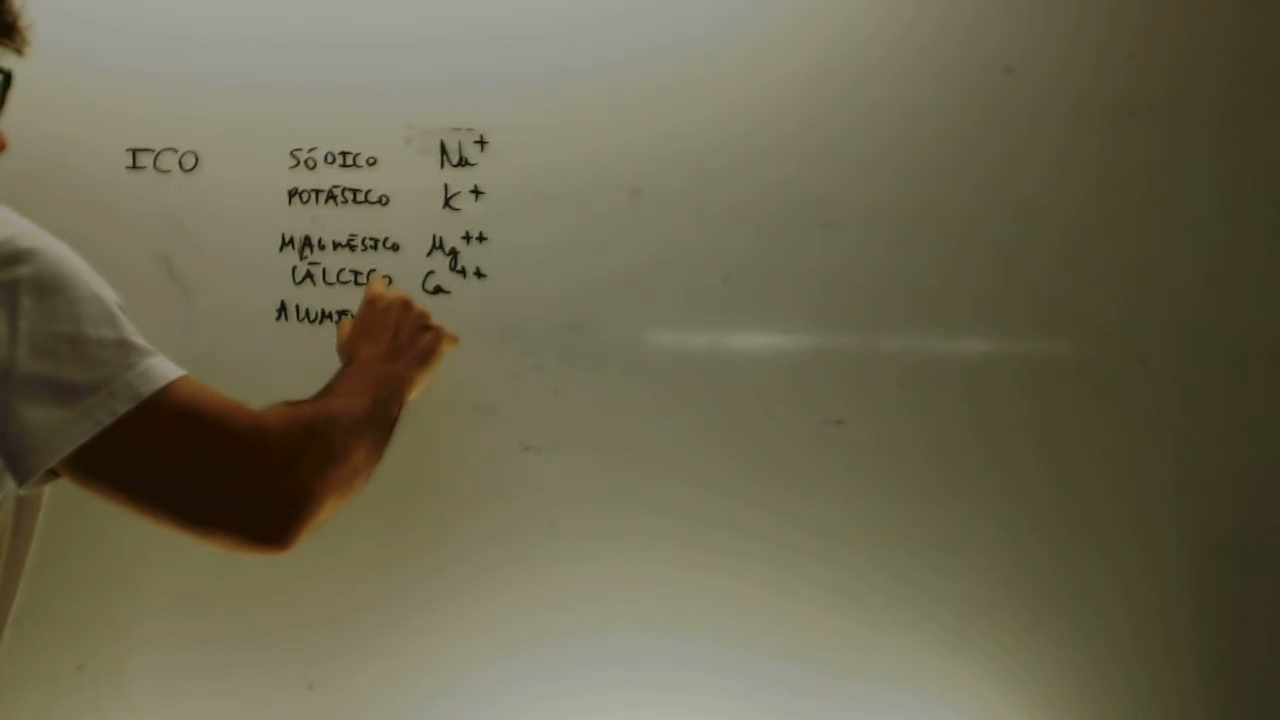 ICO SÓDICO Na+
POTÁSICO K+
MAGNÉSICO Mg++
CÁLCICO Ca++